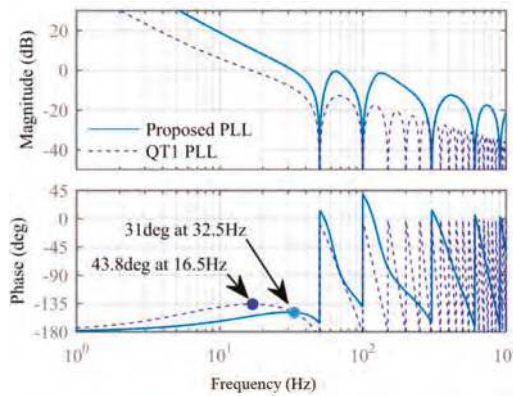 20
0
-20
-40
Magnitude (dB)
Proposed PLL
QT1 PLL
45
0
-45
-90
-135
-180
Phase (deg)
31deg at 32.5Hz
43.8deg at 16.5Hz
10^0
10^1
10^2
10
Frequency (Hz)